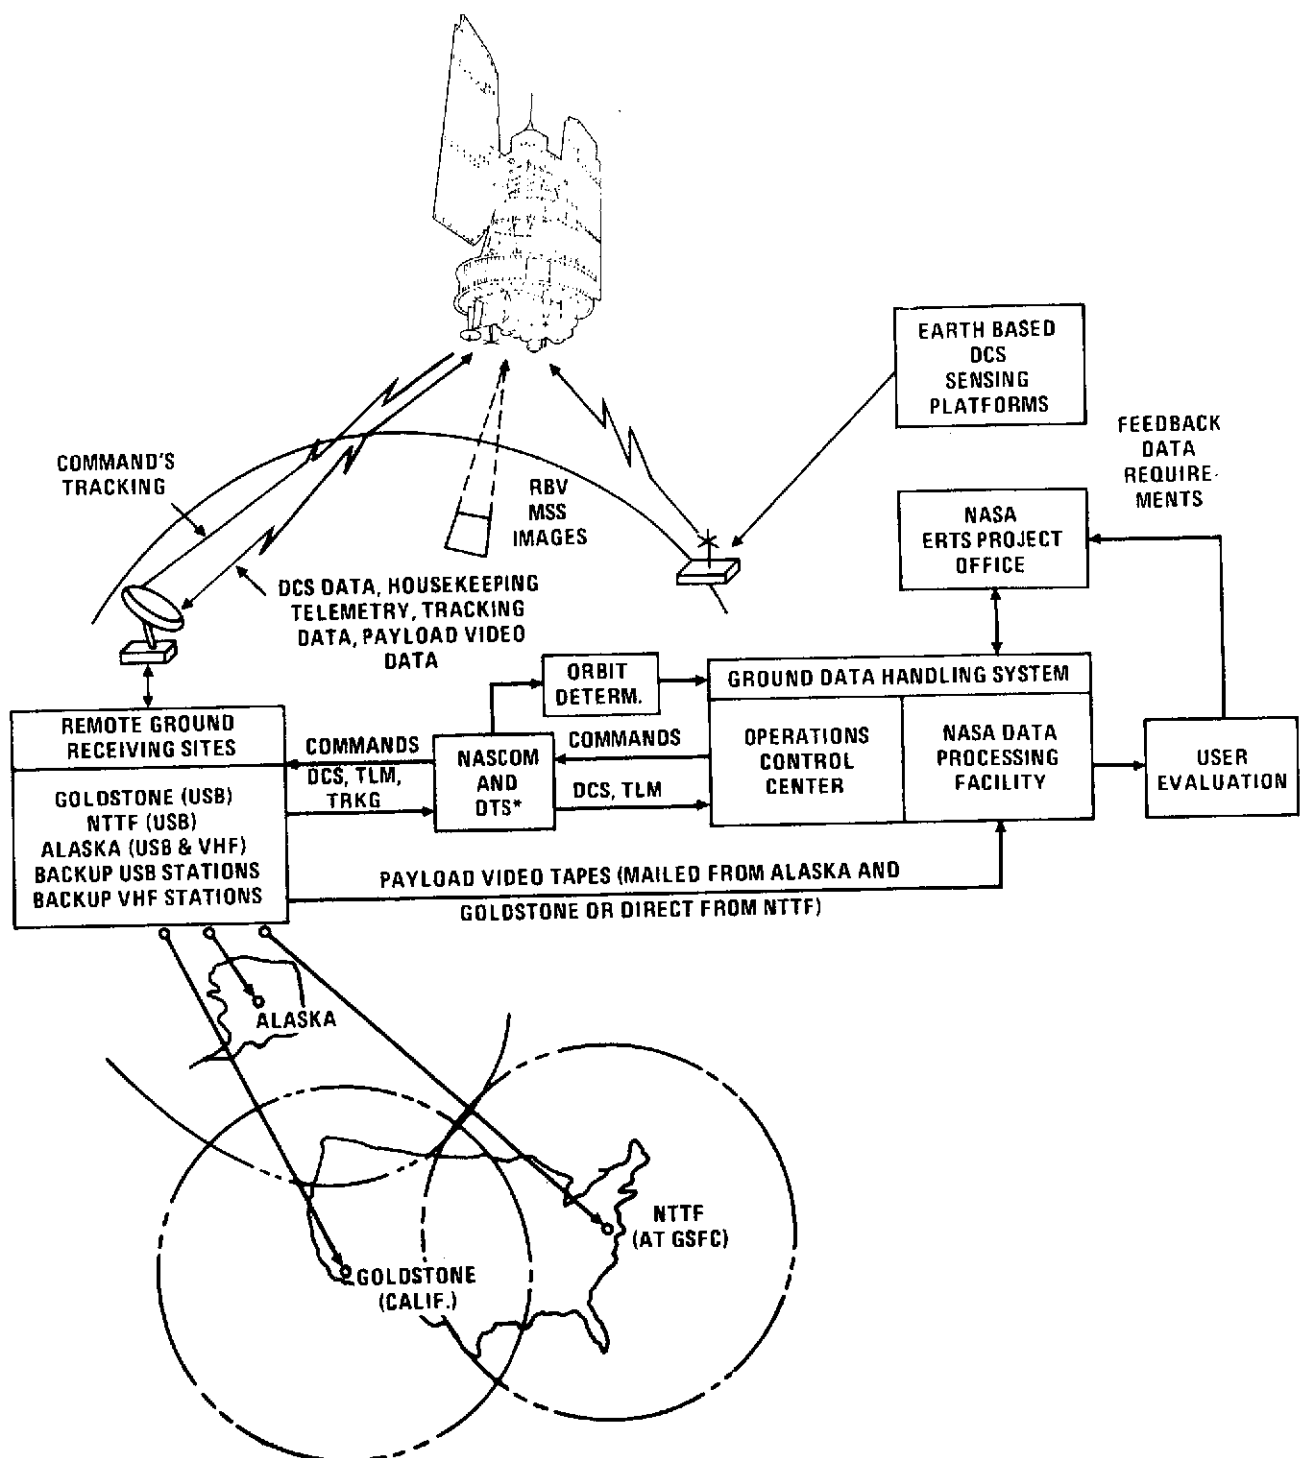 EARTH BASED
DCS
SENSING
PLATFORMS
FEEDBACK
DATA
REQUIRE-
MENTS
COMMAND'S
TRACKING
RBV
MSS
IMAGES
NASA
ERTS PROJECT
OFFICE
DCS DATA, HOUSEKEEPING
TELEMETRY, TRACKING
DATA, PAYLOAD VIDEO
DATA
ORBIT
DETERM.
GROUND DATA HANDLING SYSTEM
REMOTE GROUND
RECEIVING SITES
COMMANDS
DCS, TLM,
TRKG
NASCOM
AND
DTS*
COMMANDS
DCS, TLM
OPERATIONS
CONTROL
CENTER
NASA DATA
PROCESSING
FACILITY
USER
EVALUATION
GOLDSTONE (USB)
NTTF (USB)
ALASKA (USB & VHF)
BACKUP USB STATIONS
BACKUP VHF STATIONS
PAYLOAD VIDEO TAPES (MAILED FROM ALASKA AND
GOLDSTONE OR DIRECT FROM NTTF)
ALASKA
NTTF
(AT GSFC)
GOLDSTONE
(CALIF.)